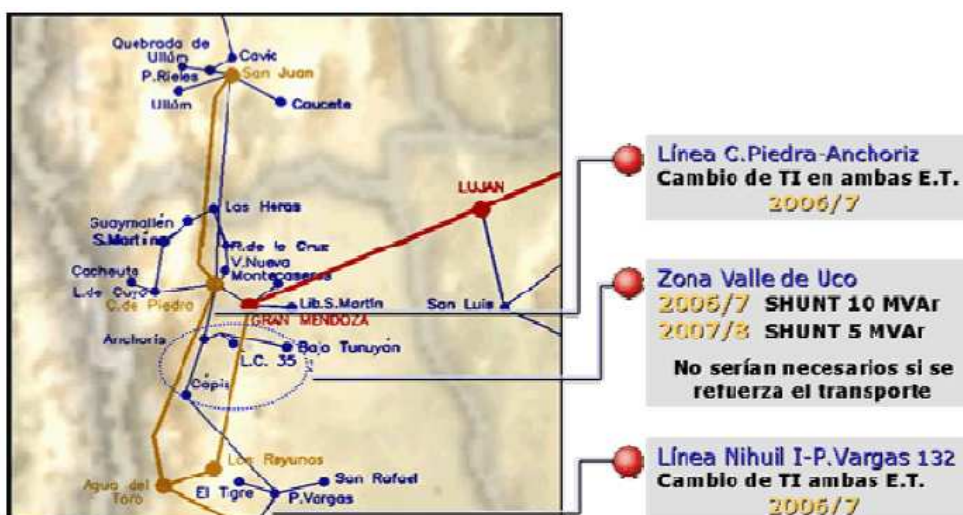 Quebrada de
Ullúm
Cavic
P.Rieles
San Juan
Ullúm
Caucete
LUJAN
Guaymallén
Las Heras
S.Martín
R.de la Cruz
V.Nueva
Cacheuta
Montecaseros
L.de Cuyo
C.de Piedra
Lib.S.Martin
San Luis
GRAN MENDOZA
Anchoris
Bajo Tunuyán
L.C. 35
Cápiz
Los Reyunos
Agua del
Toro
El Tigre
San Rafael
P.Vargas
Línea C.Piedra-Anchoriz
Cambio de TI en ambas E.T.
2006/7
Zona Valle de Uco
2006/7 SHUNT 10 MVAr
2007/8 SHUNT 5 MVAr
No serían necesarios si se
refuerza el transporte
Línea Nihuil I-P.Vargas 132
Cambio de TI ambas E.T.
2006/7